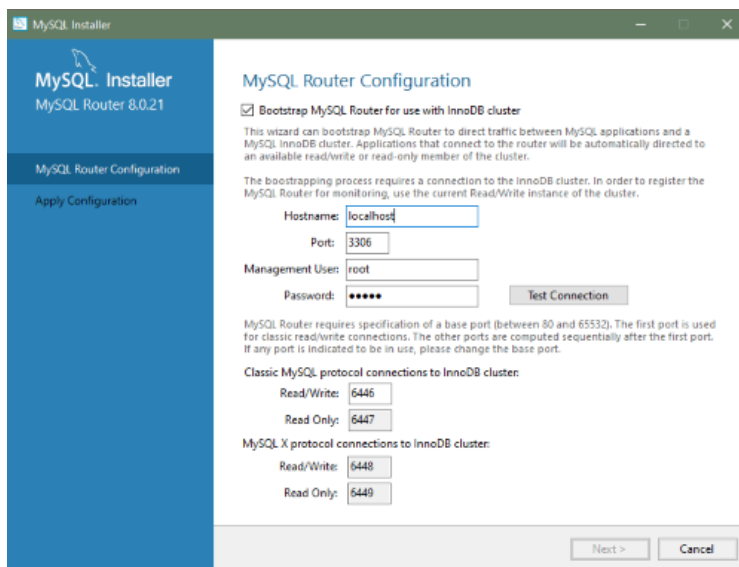 MySQL Installer
MySQL. Installer
MySQL Router 8.0.21
MySQL Router Configuration
Apply Configuration
MySQL Router Configuration
Bootstrap MySQL Router for use with InnoDB cluster
This wizard can bootstrap MySQL Router to direct traffic between MySQL applications and a
MySQL InnoDB cluster. Applications that connect to the router will be automatically directed to
an available read/write or read-only member of the cluster.
The boostrapping process requires a connection to the InnoDB cluster. In order to register the
MySQL Router for monitoring, use the current Read/Write instance of the cluster.
Hostname: localhost
Port: 3306
Management User: root
Password: ••••• Test Connection
MySQL Router requires specification of a base port (between 80 and 65532). The first port is used
for classic read/write connections. The other ports are computed sequentially after the first port.
If any port is indicated to be in use, please change the base port.
Classic MySQL protocol connections to InnoDB cluster:
Read/Write: 6446
Read Only: 6447
MySQL X protocol connections to InnoDB cluster:
Read/Write: 6448
Read Only: 6449
Next > Cancel